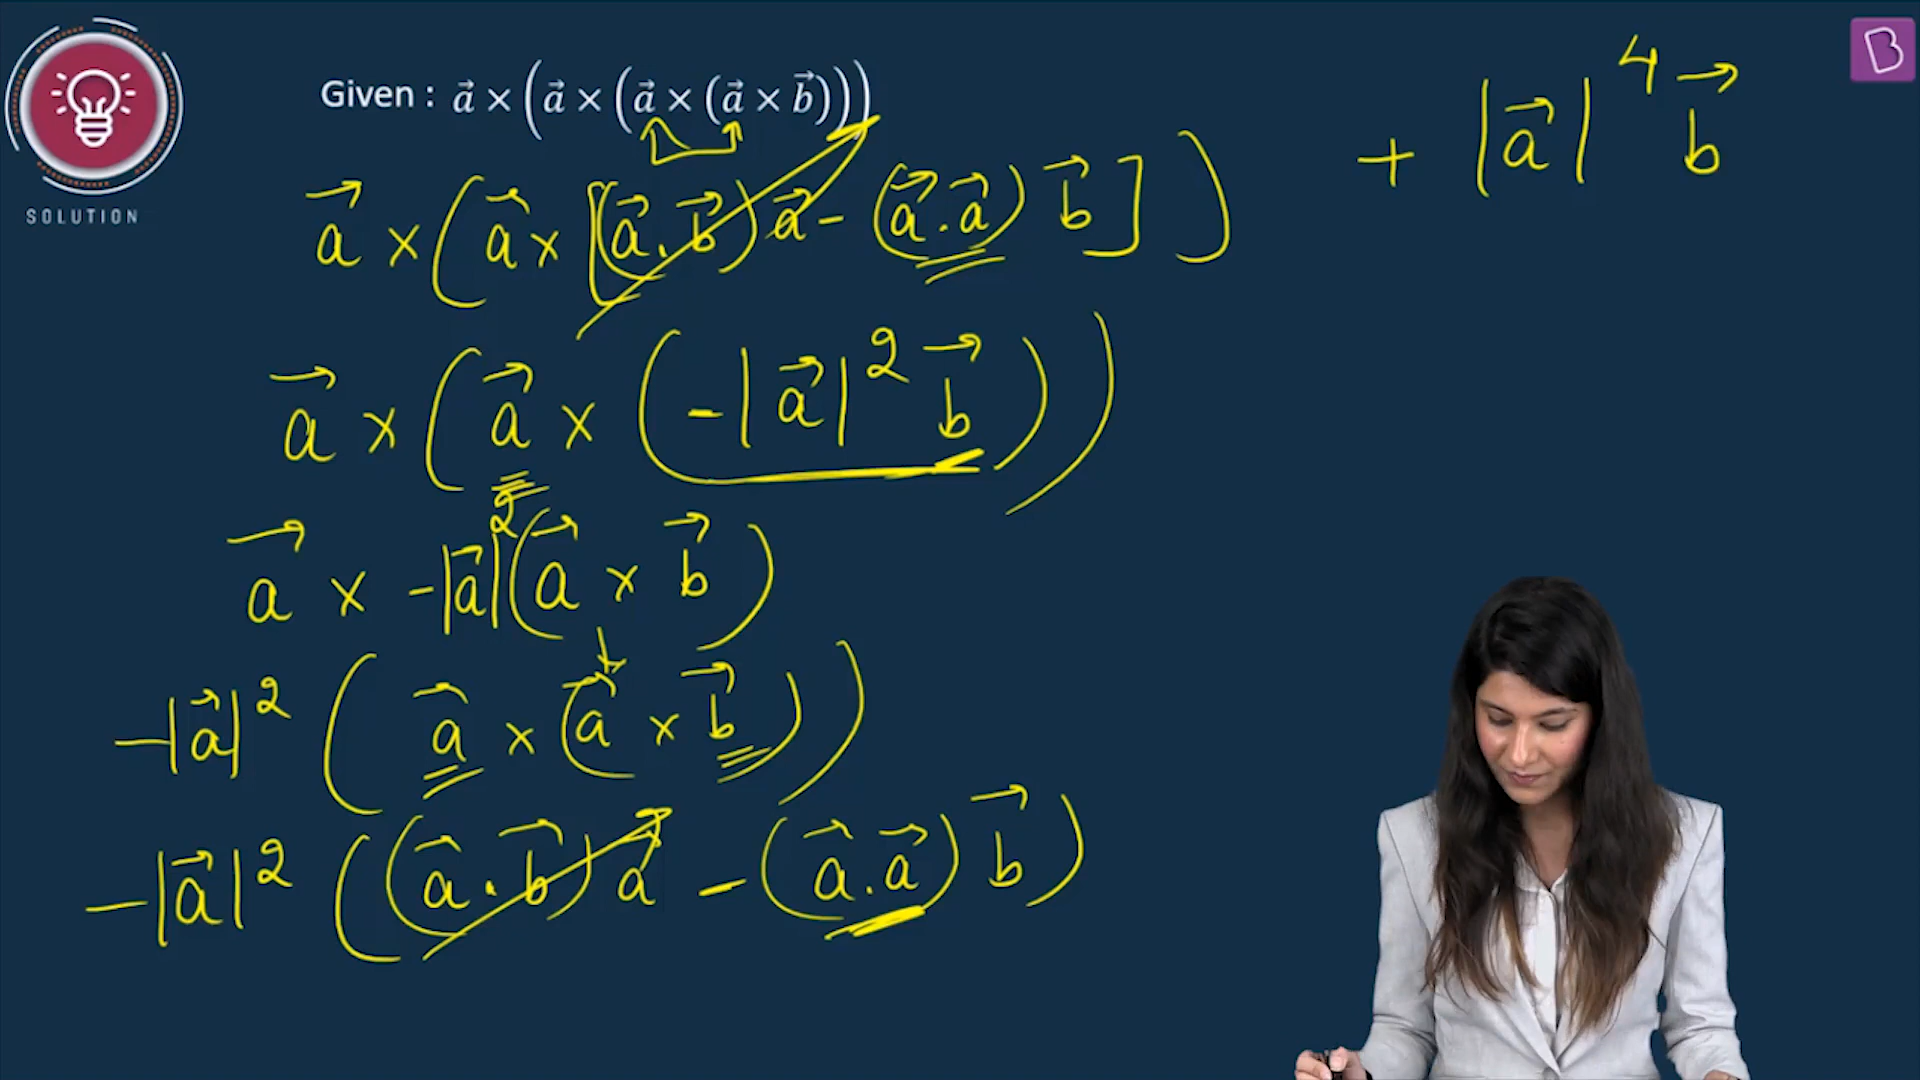 SOLUTION
Given : a⃗ × (a⃗ × (a⃗ × (a⃗ × b⃗)))
a⃗ × (a⃗ × [(a⃗ . b⃗) a⃗ - (a⃗ . a⃗) b⃗])
a⃗ × (a⃗ × (-|a⃗|² b⃗))
a⃗ × -|a⃗|² (a⃗ × b⃗)
-|a⃗|² (a⃗ × (a⃗ × b⃗))
-|a⃗|² ((a⃗ . b⃗) a⃗ - (a⃗ . a⃗) b⃗)
+ |a⃗|⁴ b⃗
B